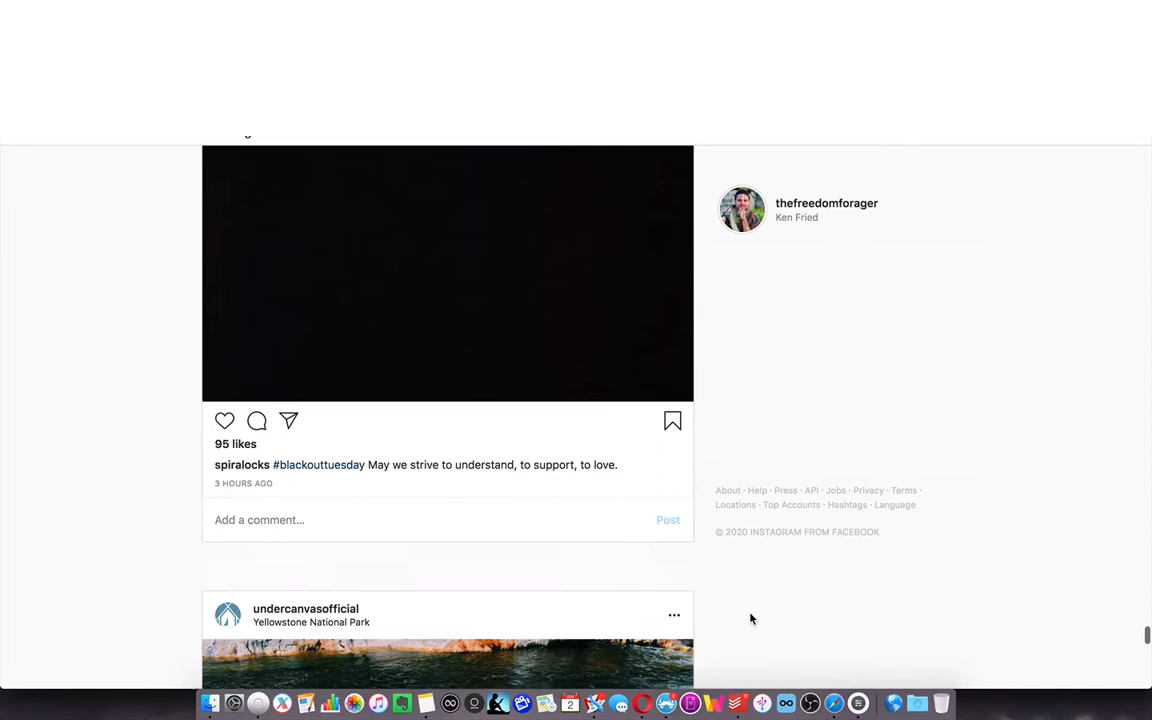 thefreedomforager
Ken Fried
95 likes
spiralocks #blackouttuesday May we strive to understand, to support, to love.
3 HOURS AGO
Add a comment... Post
About · Help · Press · API · Jobs · Privacy · Terms ·
Locations · Top Accounts · Hashtags · Language
© 2020 INSTAGRAM FROM FACEBOOK
undercanvasofficial
Yellowstone National Park
2